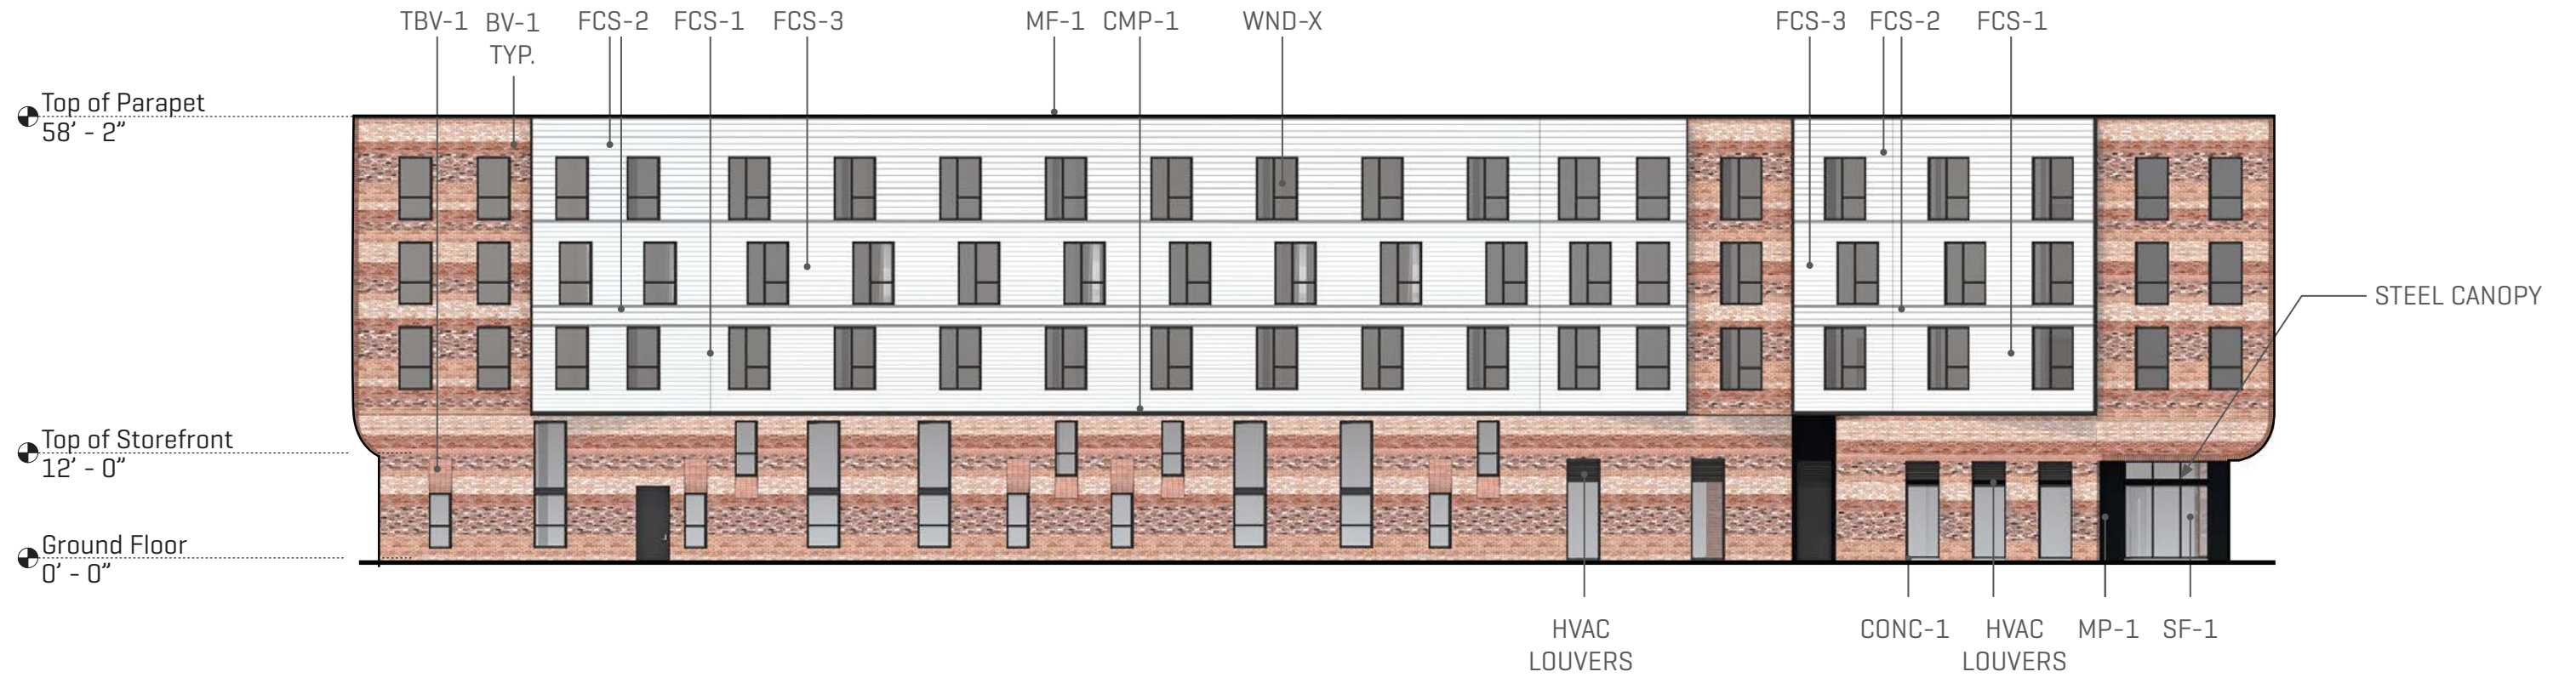 TBV-1 BV-1 FCS-2 FCS-1 FCS-3 MF-1 CMP-1 WND-X FCS-3 FCS-2 FCS-1
TYP.
Top of Parapet
58’ - 2”
STEEL CANOPY
Top of Storefront
12’ - 0”
Ground Floor
0’ - 0”
HVAC CONC-1 HVAC MP-1 SF-1
LOUVERS LOUVERS